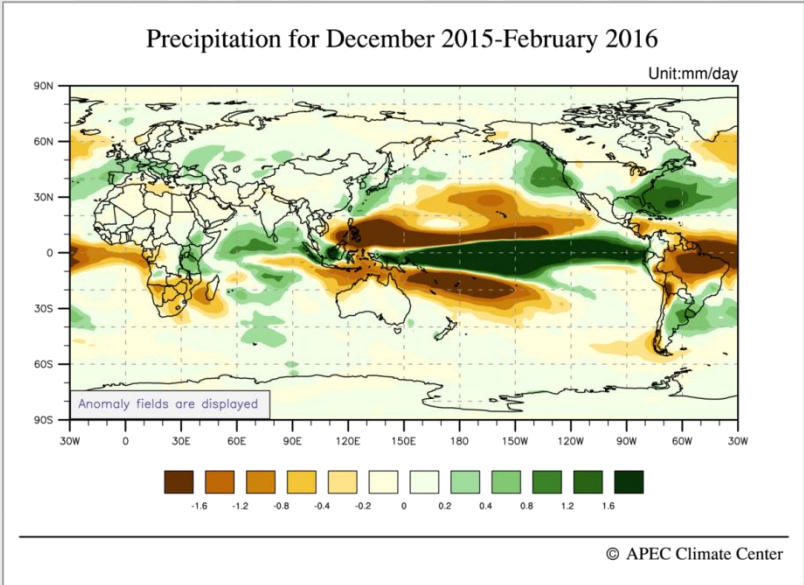 Precipitation for December 2015-February 2016
Unit:mm/day
90N
60N
30N
0
30S
60S
90S
Anomaly fields are displayed
30W 0 30E 60E 90E 120E 150E 180 150W 120W 90W 60W 30W
-1.6 -1.2 -0.8 -0.4 -0.2 0 0.2 0.4 0.8 1.2 1.6
© APEC Climate Center